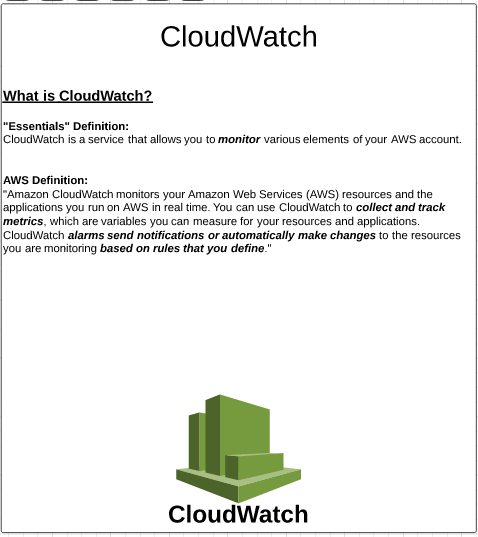 CloudWatch
What is CloudWatch?
"Essentials" Definition:
CloudWatch is a service that allows you to monitor various elements of your AWS account.
AWS Definition:
"Amazon CloudWatch monitors your Amazon Web Services (AWS) resources and the
applications you run on AWS in real time. You can use CloudWatch to collect and track
metrics, which are variables you can measure for your resources and applications.
CloudWatch alarms send notifications or automatically make changes to the resources
you are monitoring based on rules that you define."
CloudWatch